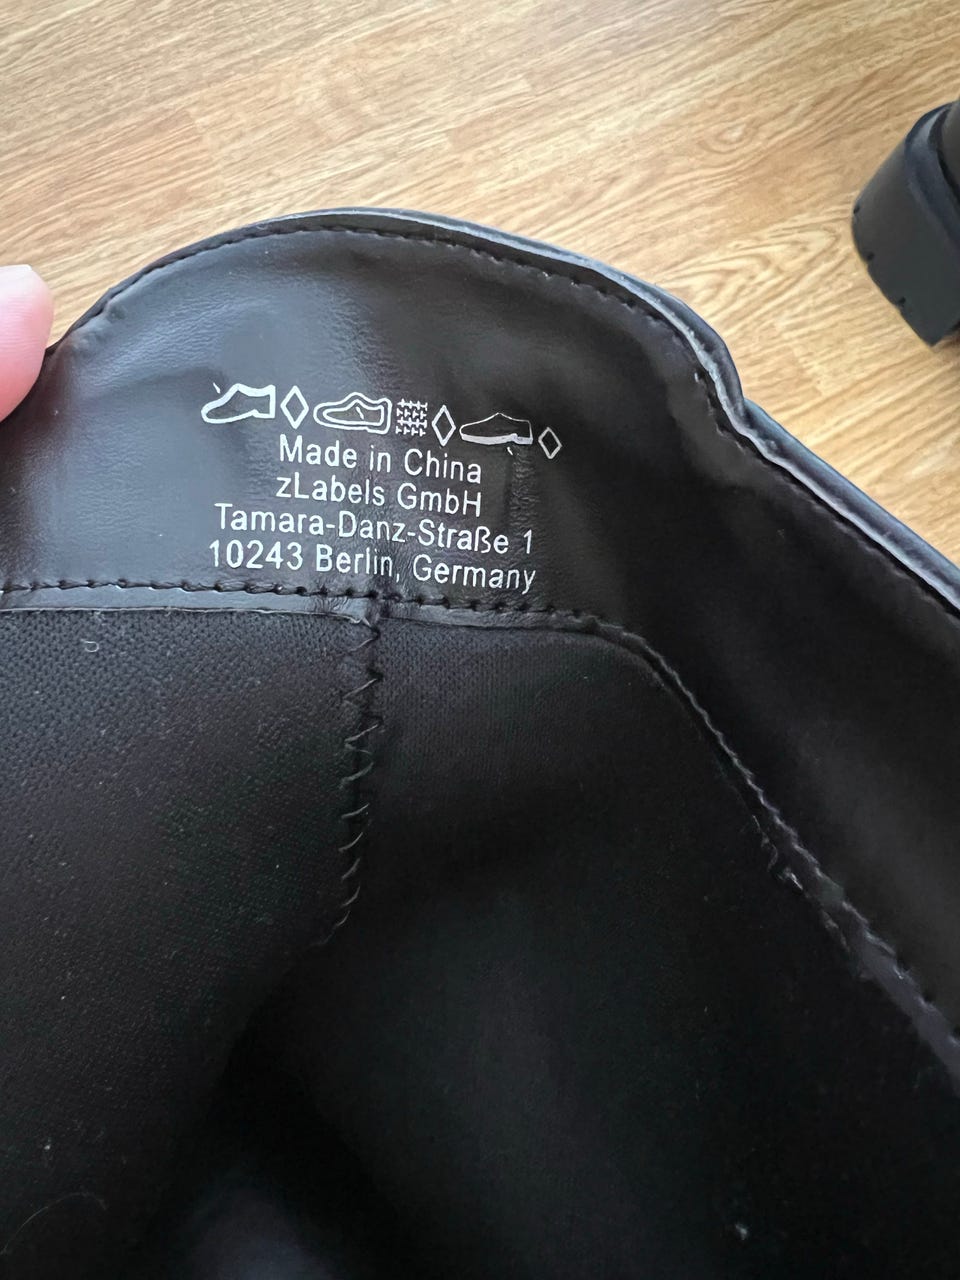 Made in China
zLabels GmbH
Tamara-Danz-Straße 1
10243 Berlin, Germany